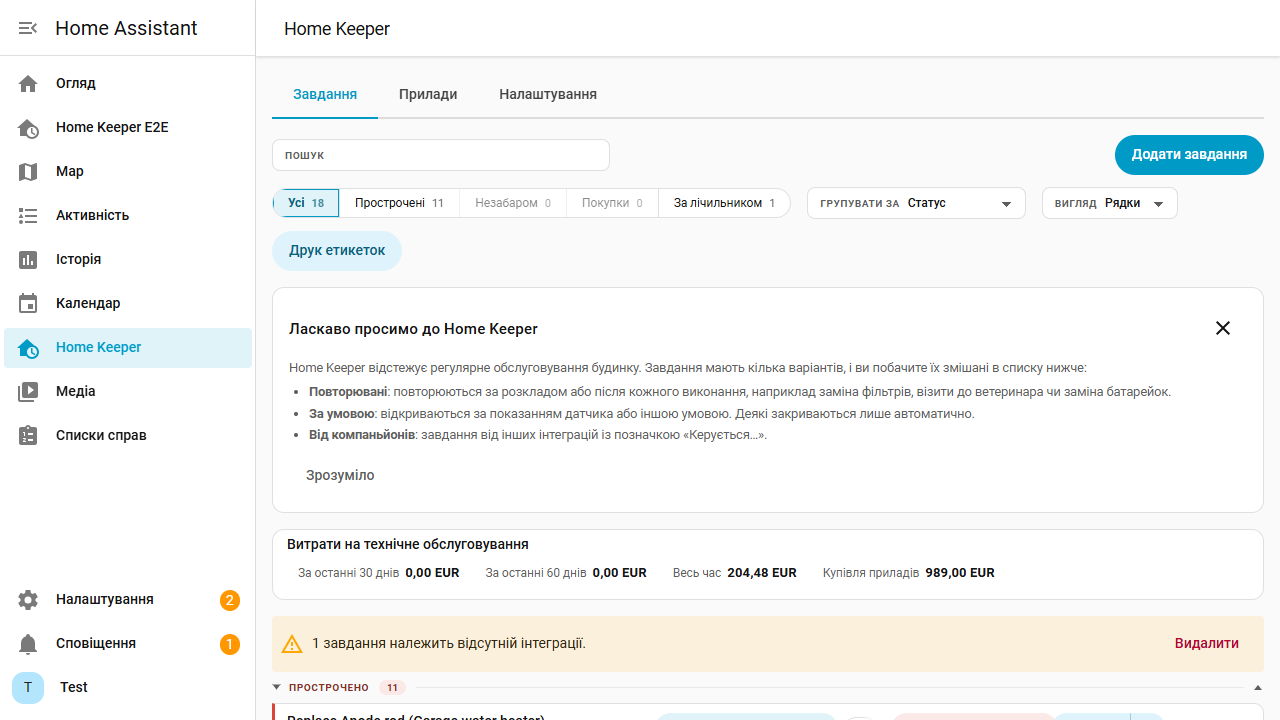 Home Assistant
Home Keeper
Огляд
Home Keeper E2E
Мар
Активність
Історія
Календар
Home Keeper
Медіа
Списки справ
Налаштування 2
Сповіщення 1
T Test
Завдання Прилади Налаштування
ПОШУК
Додати завдання
Усі 18 Прострочені 11 Незабаром 0 Покупки 0 За лічильником 1 ГРУПУВАТИ ЗА Статус ВИГЛЯД Рядки
Друк етикеток
Ласкаво просимо до Home Keeper
Home Keeper відстежує регулярне обслуговування будинку. Завдання мають кілька варіантів, і ви побачите їх змішані в списку нижче:
• Повторювані: повторюються за розкладом або після кожного виконання, наприклад заміна фільтрів, візити до ветеринара чи заміна батарейок.
• За умовою: відкриваються за показанням датчика або іншою умовою. Деякі закриваються лише автоматично.
• Від компаньйонів: завдання від інших інтеграцій із позначкою «Керується…».
Зрозуміло
Витрати на технічне обслуговування
За останні 30 днів 0,00 EUR За останні 60 днів 0,00 EUR Весь час 204,48 EUR Купівля приладів 989,00 EUR
1 завдання належить відсутній інтеграції. Видалити
ПРОСТРОЧЕНО 11
Replace Anode rod (Garage water heater)